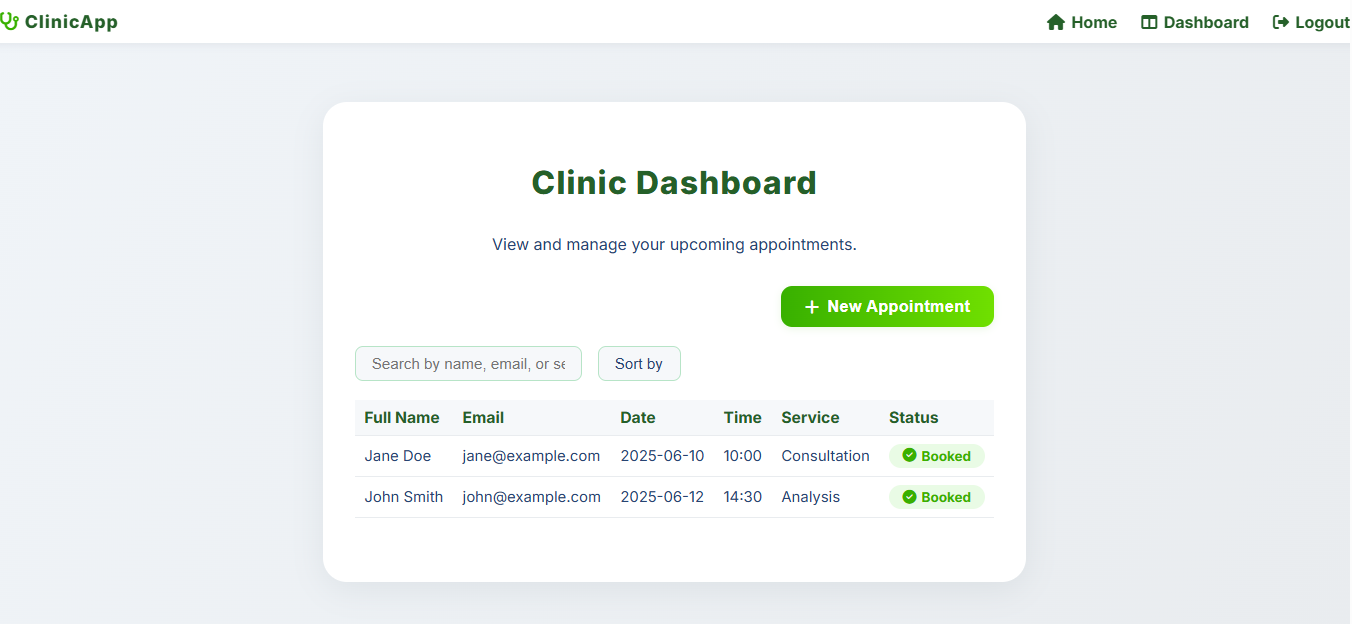 ClinicApp
Home Dashboard Logout
Clinic Dashboard
View and manage your upcoming appointments.
+ New Appointment
Search by name, email, or se
Sort by
Full Name Email Date Time Service Status
Jane Doe jane@example.com 2025-06-10 10:00 Consultation Booked
John Smith john@example.com 2025-06-12 14:30 Analysis Booked